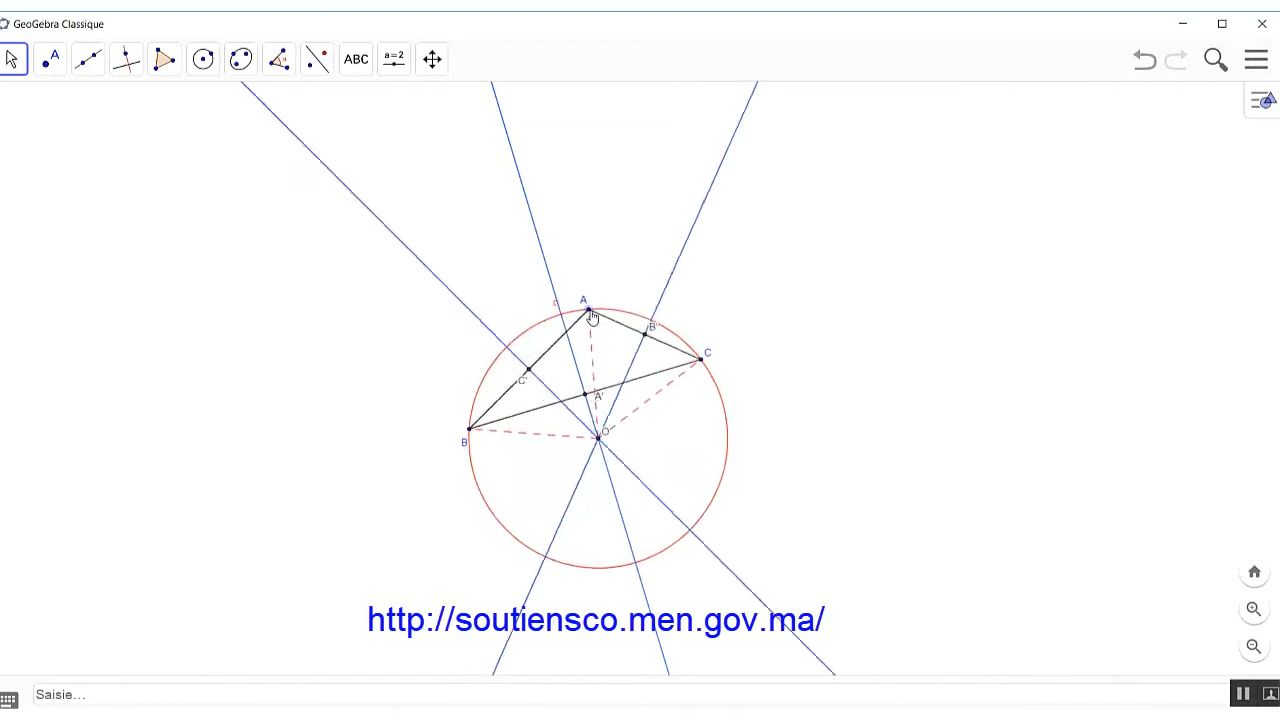 GeoGebra Classique
A
ABC
a=2
A
B'
C
C'
A'
O
B
http://soutiensco.men.gov.ma/
Saisie...